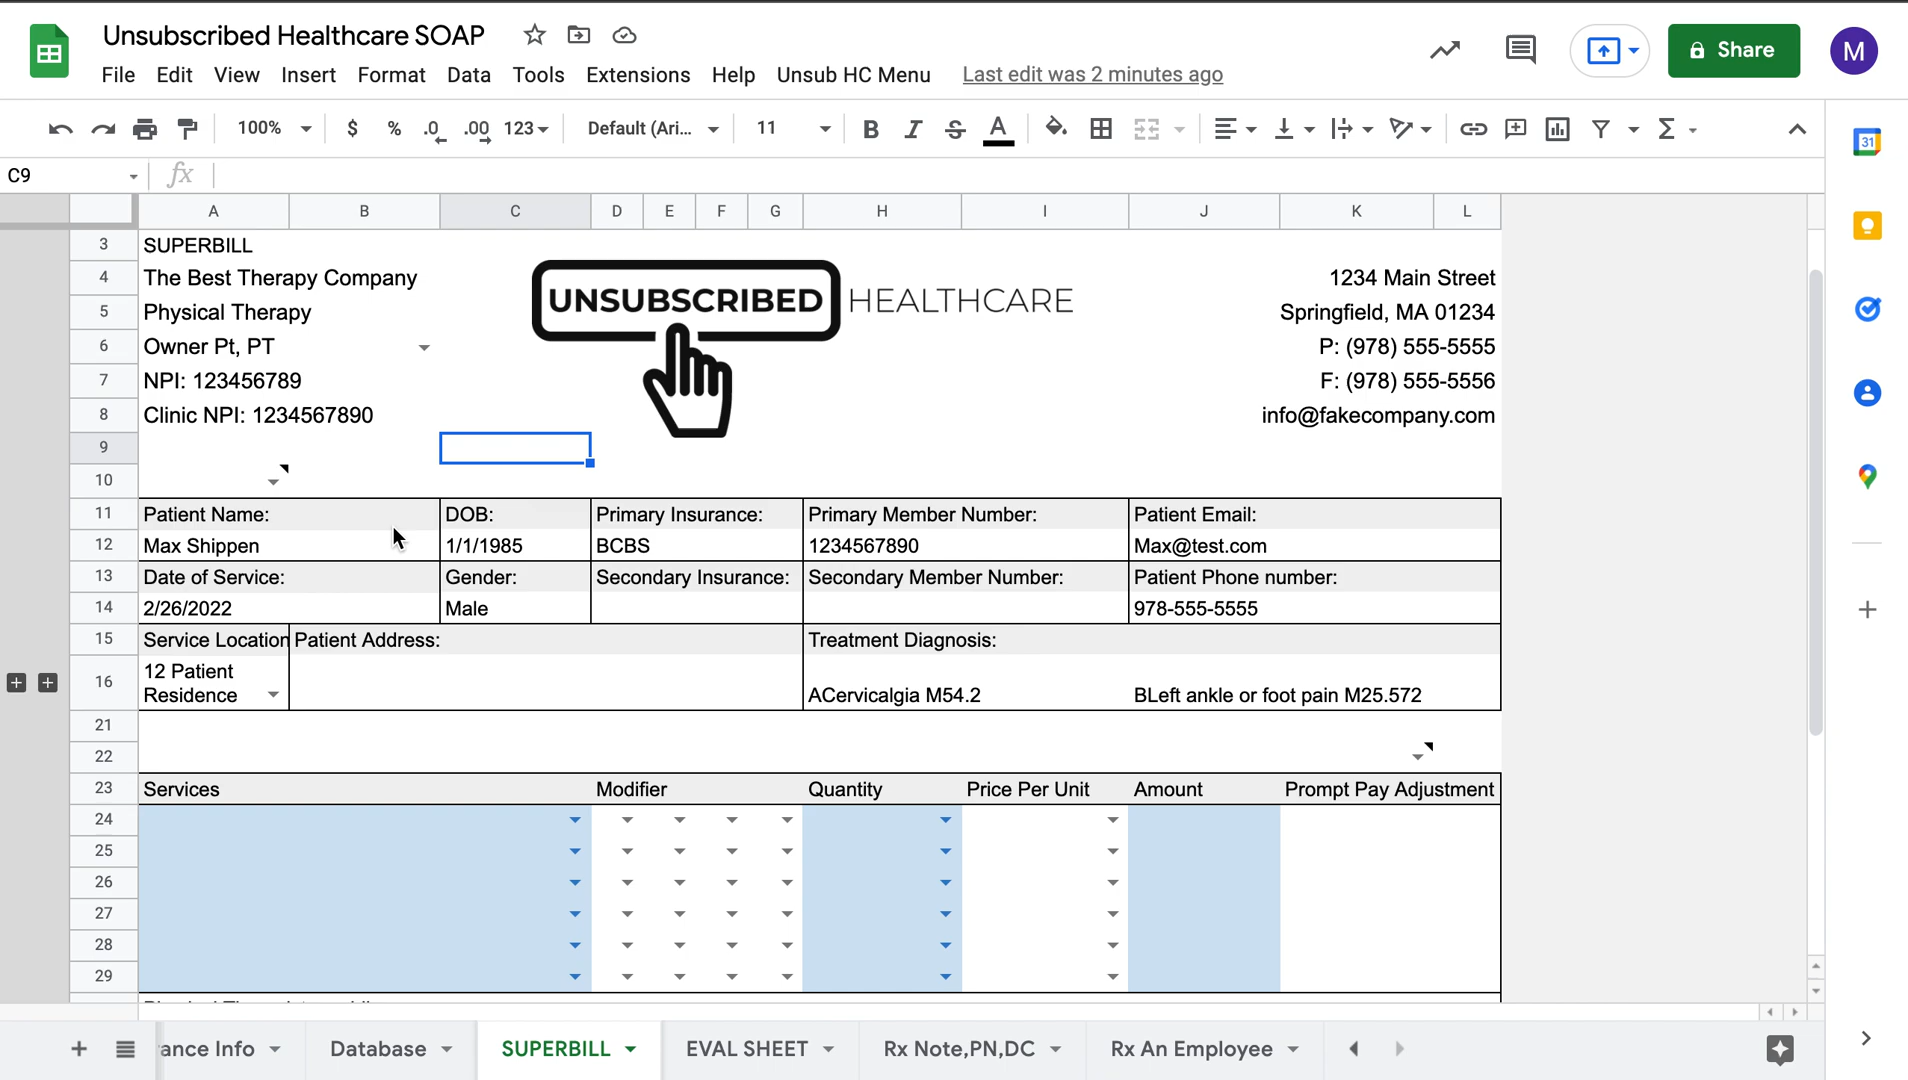 Unsubscribed Healthcare SOAP
File Edit View Insert Format Data Tools Extensions Help Unsub HC Menu Last edit was 2 minutes ago
Share
M
100% $ % .0 .00 123 Default (Ari... 11 B I S A Σ
31
C9 fx
A B C D E F G H I J K L
3 SUPERBILL
4 The Best Therapy Company 1234 Main Street
UNSUBSCRIBED HEALTHCARE
5 Physical Therapy Springfield, MA 01234
6 Owner Pt, PT P: (978) 555-5555
7 NPI: 123456789 F: (978) 555-5556
8 Clinic NPI: 1234567890 info@fakecompany.com
9
10
11 Patient Name: DOB: Primary Insurance: Primary Member Number: Patient Email:
12 Max Shippen 1/1/1985 BCBS 1234567890 Max@test.com
13 Date of Service: Gender: Secondary Insurance: Secondary Member Number: Patient Phone number:
14 2/26/2022 Male 978-555-5555
15 Service Location Patient Address: Treatment Diagnosis:
16 12 Patient
Residence ACervicalgia M54.2 BLeft ankle or foot pain M25.572
21
22
23 Services Modifier Quantity Price Per Unit Amount Prompt Pay Adjustment
24
25
26
27
28
29
ance Info Database SUPERBILL EVAL SHEET Rx Note,PN,DC Rx An Employee